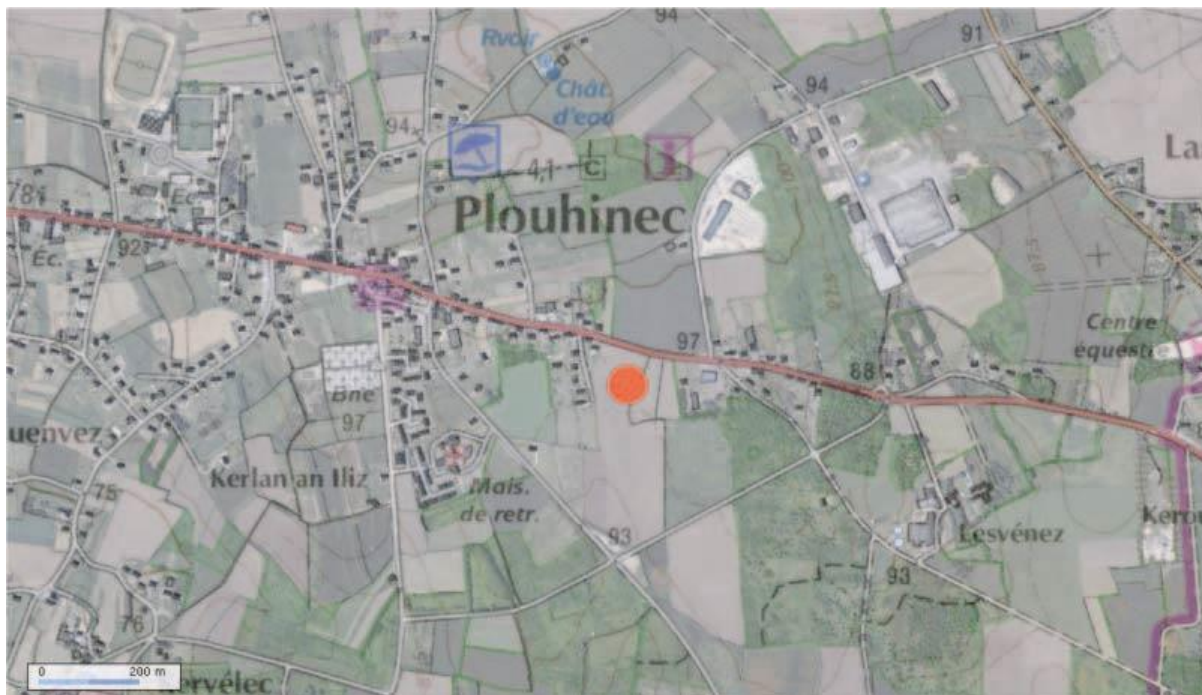 94
91
Rvoir
Chât.
d'eau
94
94
4,1
C
La
781
Ec.
Plouhinec
92
Ec.
97
Centre
équestre
88
Bne
97
uenvez
Kerlan an Iliz
75
Mais.
de retr.
93
Lesvénez
Kero
93
76
0 200 m
ervélec